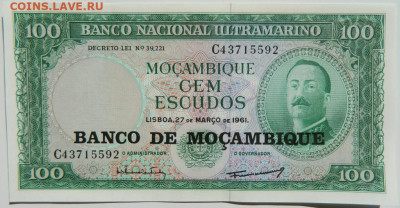 COINS.LAVE.RU
100 BANCO NACIONAL ULTRAMARINO 100
DECRETO LEI Nº 39.221
C43715592
MOÇAMBIQUE
CEM
ESCUDOS
LISBOA, 27 DE MARÇO DE 1961.
BANCO DE MOÇAMBIQUE
C43715592
O ADMINISTRADOR
O GOVERNADOR
100
100